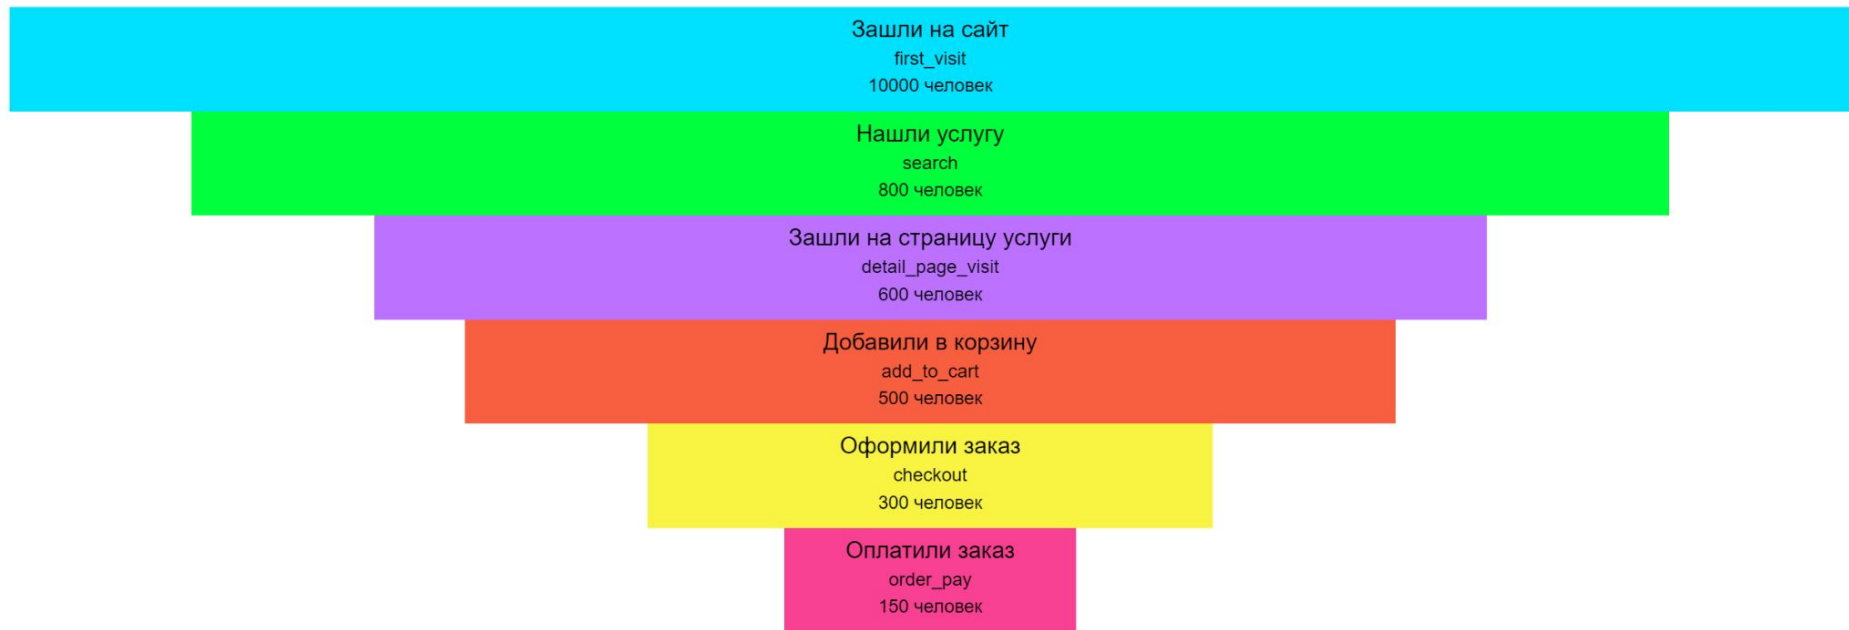 Зашли на сайт
first_visit
10000 человек
Нашли услугу
search
800 человек
Зашли на страницу услуги
detail_page_visit
600 человек
Добавили в корзину
add_to_cart
500 человек
Оформили заказ
checkout
300 человек
Оплатили заказ
order_pay
150 человек